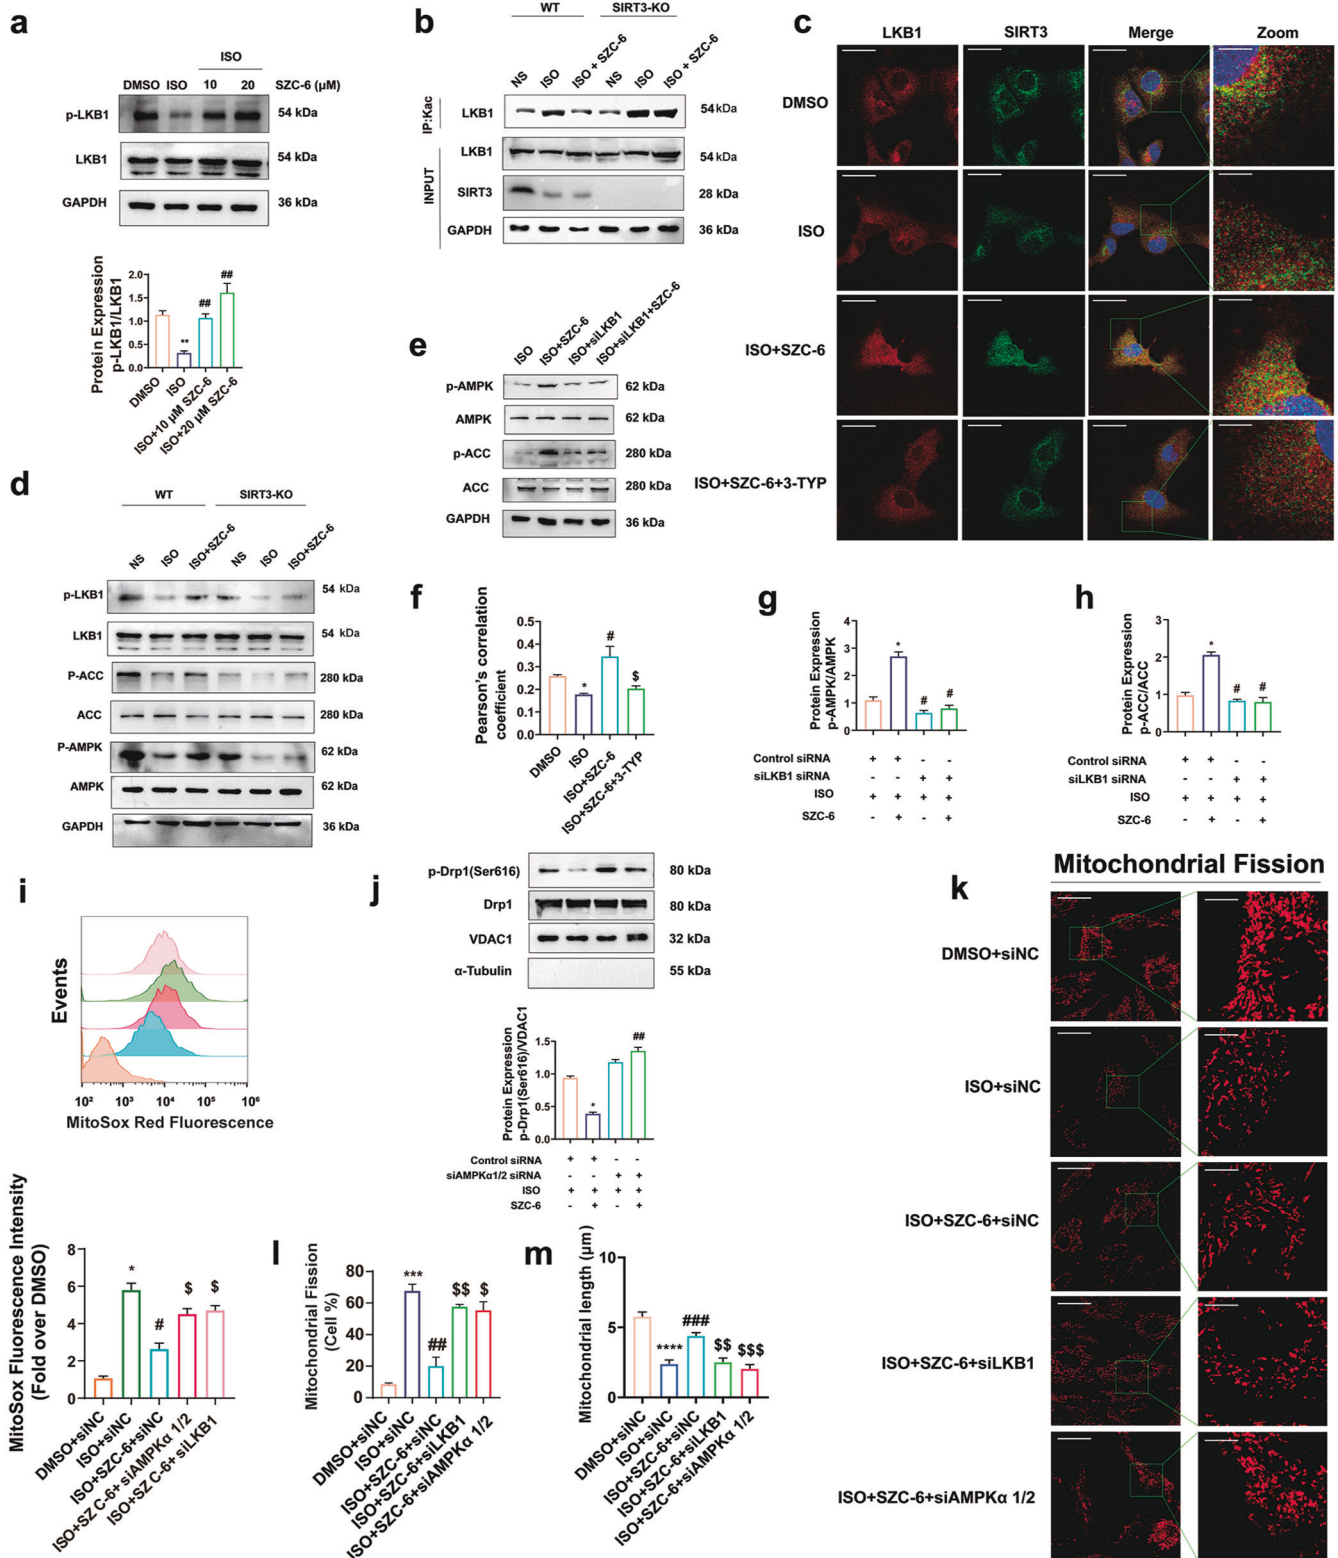 a
ISO
DMSO ISO 10 20 SZC-6 (μM)
p-LKB1 54 kDa
LKB1 54 kDa
GAPDH 36 kDa
Protein Expression
p-LKB1/LKB1
2.0
1.5
1.0
0.5
0.0
**
##
##
DMSO
ISO
ISO+10 μM SZC-6
ISO+20 μM SZC-6
b
WT SIRT3-KO
NS ISO ISO + SZC-6 NS ISO ISO + SZC-6
IP:Kac
LKB1 54 kDa
INPUT
LKB1 54 kDa
SIRT3 28 kDa
GAPDH 36 kDa
c
LKB1 SIRT3 Merge Zoom
DMSO
ISO
ISO+SZC-6
ISO+SZC-6+3-TYP
d
WT SIRT3-KO
NS ISO ISO+SZC-6 NS ISO ISO+SZC-6
p-LKB1 54 kDa
LKB1 54 kDa
P-ACC 280 kDa
ACC 280 kDa
P-AMPK 62 kDa
AMPK 62 kDa
GAPDH 36 kDa
e
ISO ISO+SZC-6 ISO+siLKB1 ISO+siLKB1+SZC-6
p-AMPK 62 kDa
AMPK 62 kDa
p-ACC 280 kDa
ACC 280 kDa
GAPDH 36 kDa
f
Pearson's correlation
coefficient
0.5
0.4
0.3
0.2
0.1
0.0
*
#
$
DMSO
ISO
ISO+SZC-6
ISO+SZC-6+3-TYP
g
Protein Expression
p-AMPK/AMPK
4
3
2
1
0
*
#
#
Control siRNA + + - -
siLKB1 siRNA - - + +
ISO + + + +
SZC-6 - + - +
h
Protein Expression
p-ACC/ACC
3
2
1
0
*
#
#
Control siRNA + + - -
siLKB1 siRNA - - + +
ISO + + + +
SZC-6 - + - +
i
Events
10² 10³ 10⁴ 10⁵ 10⁶
MitoSox Red Fluorescence
MitoSox Fluorescence Intensity
(Fold over DMSO)
8
6
4
2
0
*
#
$
$
DMSO+siNC
ISO+siNC
ISO+SZC-6+siNC
ISO+SZ C-6+siAMPKα 1/2
ISO+SZ C-6+ siLKB1
j
p-Drp1(Ser616) 80 kDa
Drp1 80 kDa
VDAC1 32 kDa
α-Tubulin 55 kDa
Protein Expression
p-Drp1(Ser616)/VDAC1
1.5
1.0
0.5
0.0
*
##
Control siRNA + + - -
siAMPKα1/2 siRNA - - + +
ISO + + + +
SZC-6 - + - +
k
Mitochondrial Fission
DMSO+siNC
ISO+siNC
ISO+SZC-6+siNC
ISO+SZC-6+siLKB1
ISO+SZC-6+siAMPKα 1/2
l
Mitochondrial Fission
(Cell %)
80
60
40
20
0
***
##
$$
$
DMSO+siNC
ISO+siNC
ISO+SZC-6+siNC
ISO+SZC-6+siLKB1
ISO+SZC-6+siAMPKα 1/2
m
Mitochondrial length (μm)
10
5
0
****
###
$$
$$$
DMSO+siNC
ISO+siNC
ISO+SZC-6+siNC
ISO+SZC-6+siLKB1
ISO+SZC-6+siAMPKα 1/2